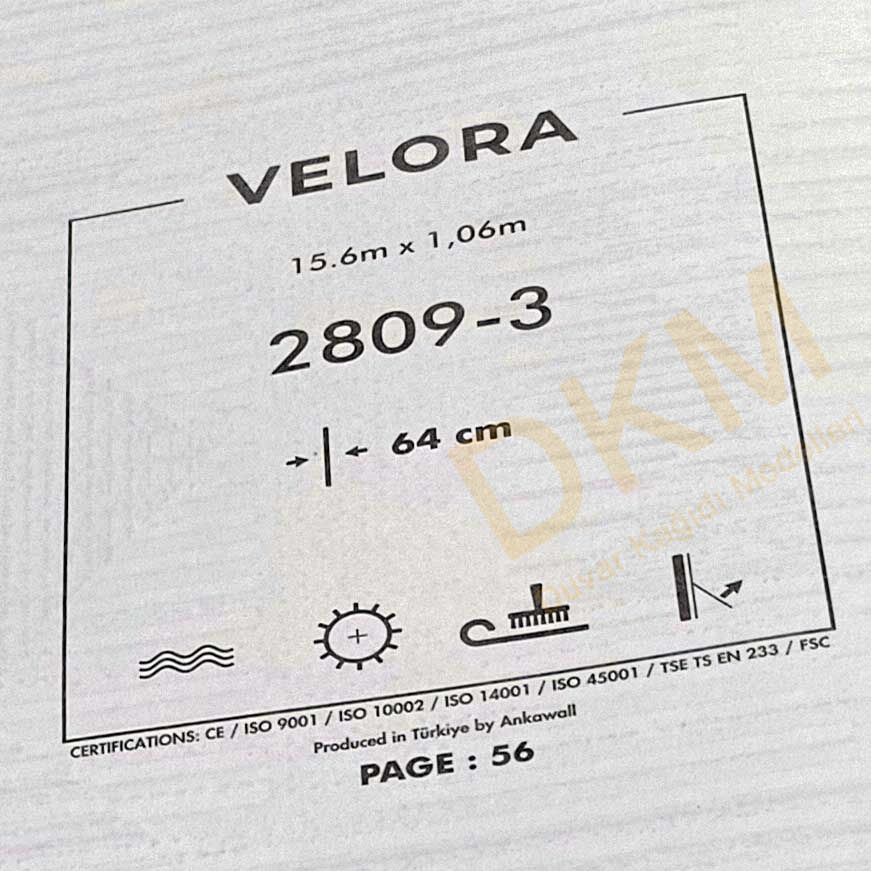 VELORA
15.6m x 1,06m
2809-3
64 cm
CERTIFICATIONS: CE / ISO 9001 / ISO 10002 / ISO 14001 / ISO 45001 / TSE TS EN 233 / FSC
Produced in Türkiye by Ankawall
PAGE : 56
DKM
Duvar Kağıdı Modelleri